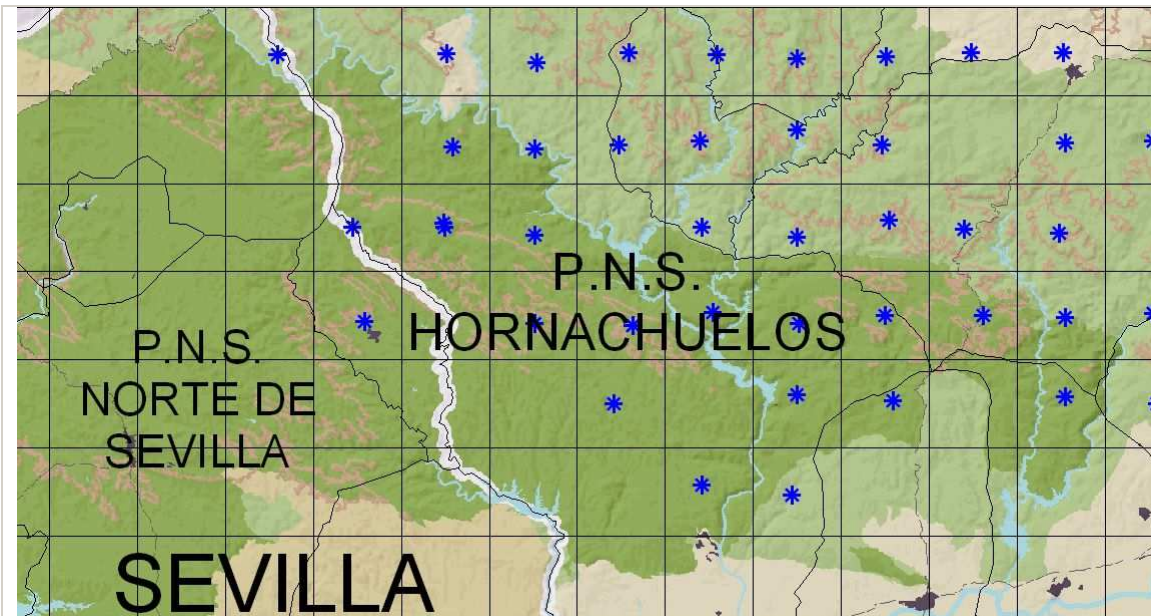 P.N.S.
HORNACHUELOS
P.N.S.
NORTE DE
SEVILLA
SEVILLA